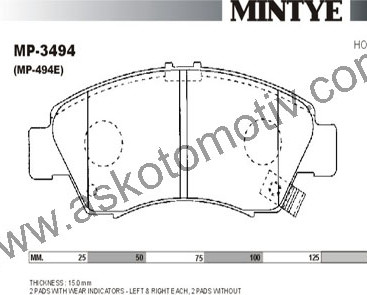 MINTYE
MP-3494
(MP-494E)
HO
www.askotomotiv.com
MM. 25 50 75 100 125
THICKNESS : 15.0 mm
2 PADS WITH WEAR INDICATORS - LEFT & RIGHT EACH, 2 PADS WITHOUT